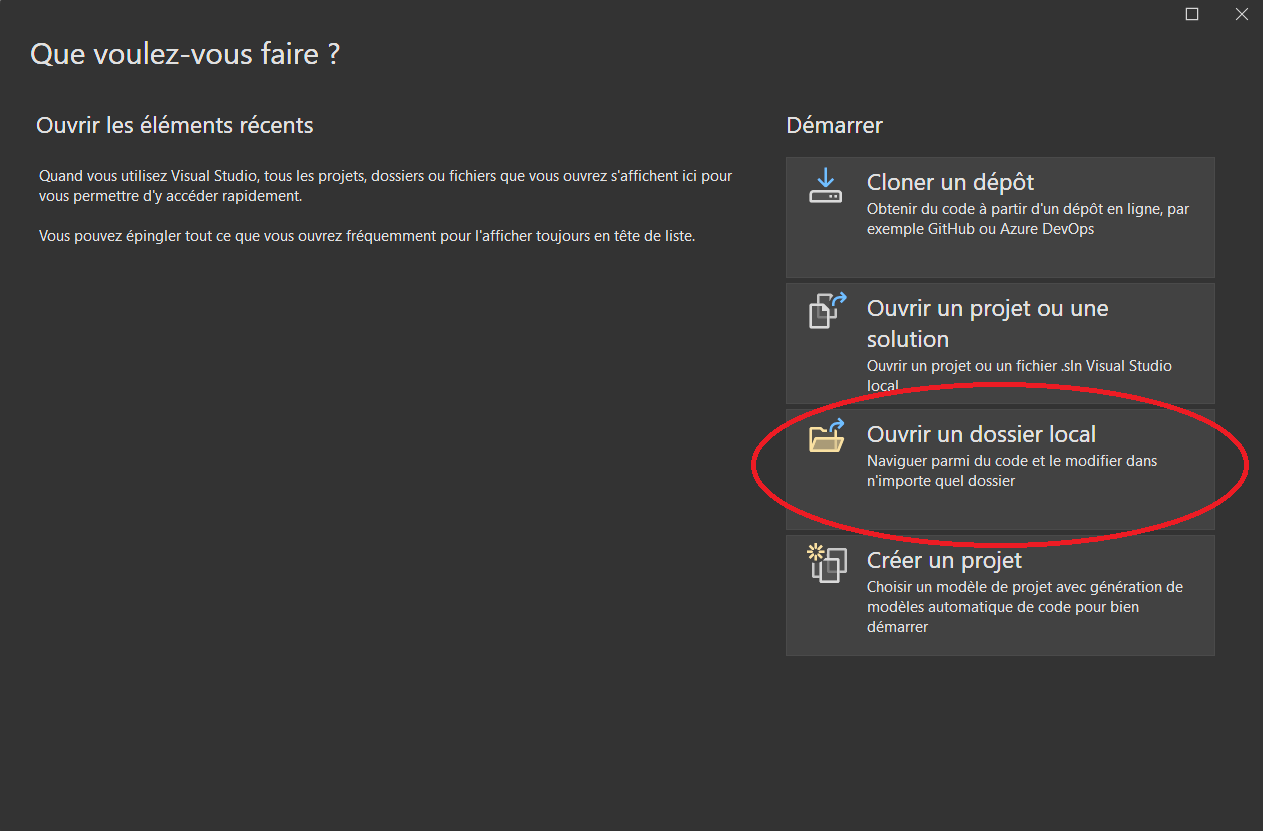 Que voulez-vous faire ?
Ouvrir les éléments récents
Quand vous utilisez Visual Studio, tous les projets, dossiers ou fichiers que vous ouvrez s'affichent ici pour
vous permettre d'y accéder rapidement.
Vous pouvez épingler tout ce que vous ouvrez fréquemment pour l'afficher toujours en tête de liste.
Démarrer
Cloner un dépôt
Obtenir du code à partir d'un dépôt en ligne, par
exemple GitHub ou Azure DevOps
Ouvrir un projet ou une
solution
Ouvrir un projet ou un fichier .sln Visual Studio
local
Ouvrir un dossier local
Naviguer parmi du code et le modifier dans
n'importe quel dossier
Créer un projet
Choisir un modèle de projet avec génération de
modèles automatique de code pour bien
démarrer